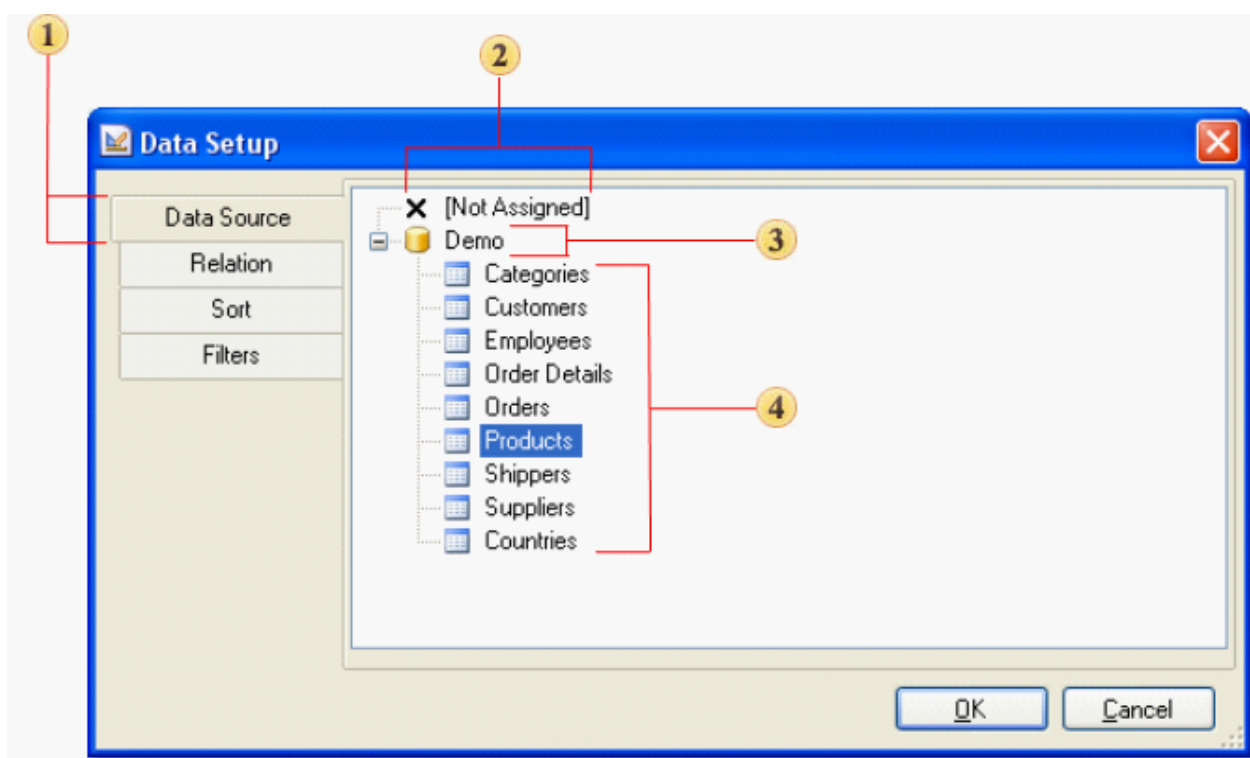 1
2
Data Setup
Data Source
Relation
Sort
Filters
[Not Assigned]
Demo
3
Categories
Customers
Employees
Order Details
Orders
4
Products
Shippers
Suppliers
Countries
OK
Cancel